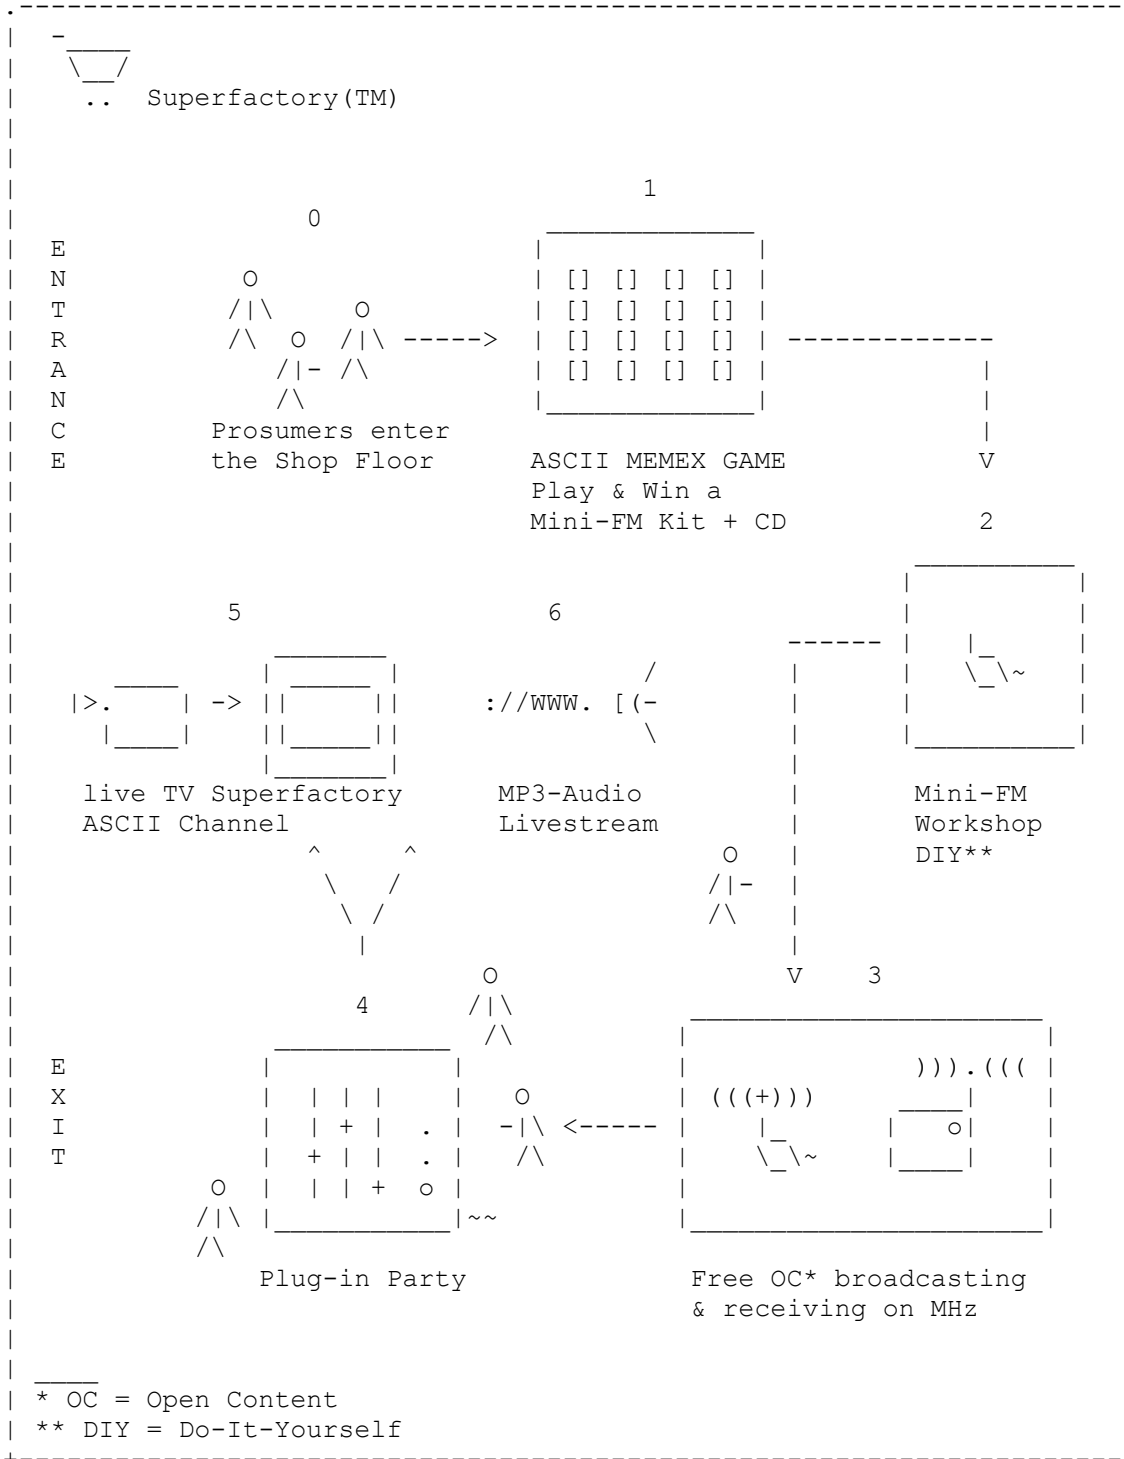 Superfactory(TM)
1
0
ENTRANCE
Prosumers enter
the Shop Floor
ASCII MEMEX GAME
Play & Win a
Mini-FM Kit + CD
2
5
6
://WWW.
live TV Superfactory
ASCII Channel
MP3-Audio
Livestream
Mini-FM
Workshop
DIY**
3
4
EXIT
Plug-in Party
Free OC* broadcasting
& receiving on MHz
* OC = Open Content
** DIY = Do-It-Yourself